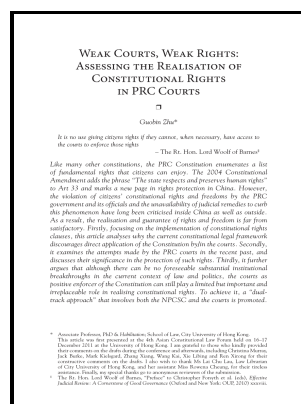 WEAK COURTS, WEAK RIGHTS:
ASSESSING THE REALISATION OF
CONSTITUTIONAL RIGHTS
IN PRC COURTS
Guobin Zhu*
It is no use giving citizens rights if they cannot, when necessary, have access to
the courts to enforce those rights
– The Rt. Hon. Lord Woolf of Barnes†
Like many other constitutions, the PRC Constitution enumerates a list
of fundamental rights that citizens can enjoy. The 2004 Constitutional
Amendment adds the phrase “The state respects and preserves human rights”
to Art 33 and marks a new page in rights protection in China. However,
the violation of citizens’ constitutional rights and freedoms by the PRC
government and its officials and the unavailability of judicial remedies to curb
this phenomenon have long been criticised inside China as well as outside.
As a result, the realisation and guarantee of rights and freedom is far from
satisfactory. Firstly, focusing on the implementation of constitutional rights
clauses, this article analyses why the current constitutional legal framework
discourages direct application of the Constitution by/in the courts. Secondly,
it examines the attempts made by the PRC courts in the recent past, and
discusses their significance in the protection of such rights. Thirdly, it further
argues that although there can be no foreseeable substantial institutional
breakthroughs in the current context of law and politics, the courts as
positive enforcer of the Constitution can still play a limited but important and
irreplaceable role in realising constitutional rights. To achieve it, a “dual-
track approach” that involves both the NPCSC and the courts is promoted.
* Associate Professor, PhD & Habilitation; School of Law, City University of Hong Kong.
This article was first presented at the 4th Asian Constitutional Law Forum held on 16–17
December 2011 at the University of Hong Kong. I am grateful to those who kindly provided
their comments on the drafts during the conference and afterwards, including Christina Murray,
Jack Burke, Mark Kielsgard, Zhang Xiang, Wang Kai, Xie Libing and Ren Xirong for their
constructive comments on the drafts. I also wish to thank Ms Lai Chu Lau, Law Librarian
of City University of Hong Kong, and her assistant Miss Rowena Cheung, for their tireless
assistance. Finally, my special thanks go to anonymous reviewers of the submission.
† The Rt. Hon. Lord Woolf of Barnes, “Preface” to Christopher Forsyth et al. (eds), Effective
Judicial Review: A Cornerstone of Good Governance (Oxford and New York: OUP, 2010)